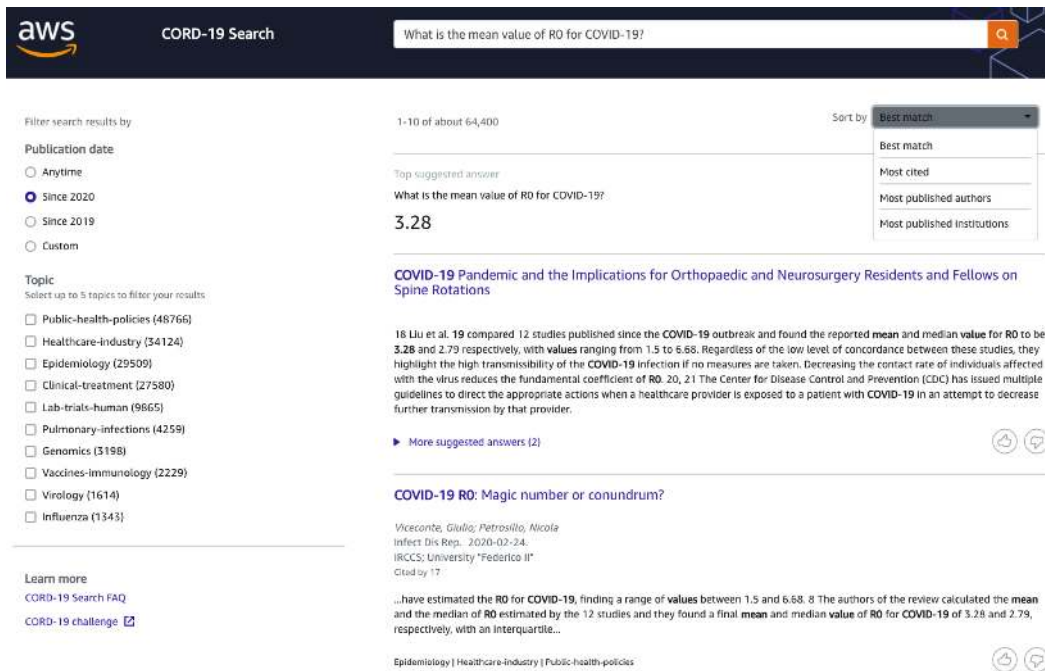 aws
CORD-19 Search
What is the mean value of R0 for COVID-19?
Filter search results by
Publication date
Anytime
Since 2020
Since 2019
Custom
Topic
Select up to 5 topics to filter your results
Public-health-policies (48766)
Healthcare-industry (34124)
Epidemiology (29509)
Clinical-treatment (27580)
Lab-trials-human (9865)
Pulmonary-infections (4259)
Genomics (3198)
Vaccines-immunology (2229)
Virology (1614)
Influenza (1343)
Learn more
CORD-19 Search FAQ
CORD-19 challenge
1-10 of about 64,400
Sort by
Best match
Best match
Most cited
Most published authors
Most published institutions
Top suggested answer
What is the mean value of R0 for COVID-19?
3.28
COVID-19 Pandemic and the Implications for Orthopaedic and Neurosurgery Residents and Fellows on
Spine Rotations
18 Liu et al. 19 compared 12 studies published since the COVID-19 outbreak and found the reported mean and median value for R0 to be
3.28 and 2.79 respectively, with values ranging from 1.5 to 6.68. Regardless of the low level of concordance between these studies, they
highlight the high transmissibility of the COVID-19 infection if no measures are taken. Decreasing the contact rate of individuals affected
with the virus reduces the fundamental coefficient of R0. 20, 21 The Center for Disease Control and Prevention (CDC) has issued multiple
guidelines to direct the appropriate actions when a healthcare provider is exposed to a patient with COVID-19 in an attempt to decrease
further transmission by that provider.
More suggested answers (2)
COVID-19 R0: Magic number or conundrum?
Viceconte, Giulio; Petrosillo, Nicola
Infect Dis Rep. 2020-02-24.
IRCCS; University "Federico II"
Cited by 17
...have estimated the R0 for COVID-19, finding a range of values between 1.5 and 6.68. 8 The authors of the review calculated the mean
and the median of R0 estimated by the 12 studies and they found a final mean and median value of R0 for COVID-19 of 3.28 and 2.79,
respectively, with an interquartile...
Epidemiology | Healthcare-industry | Public-health-policies